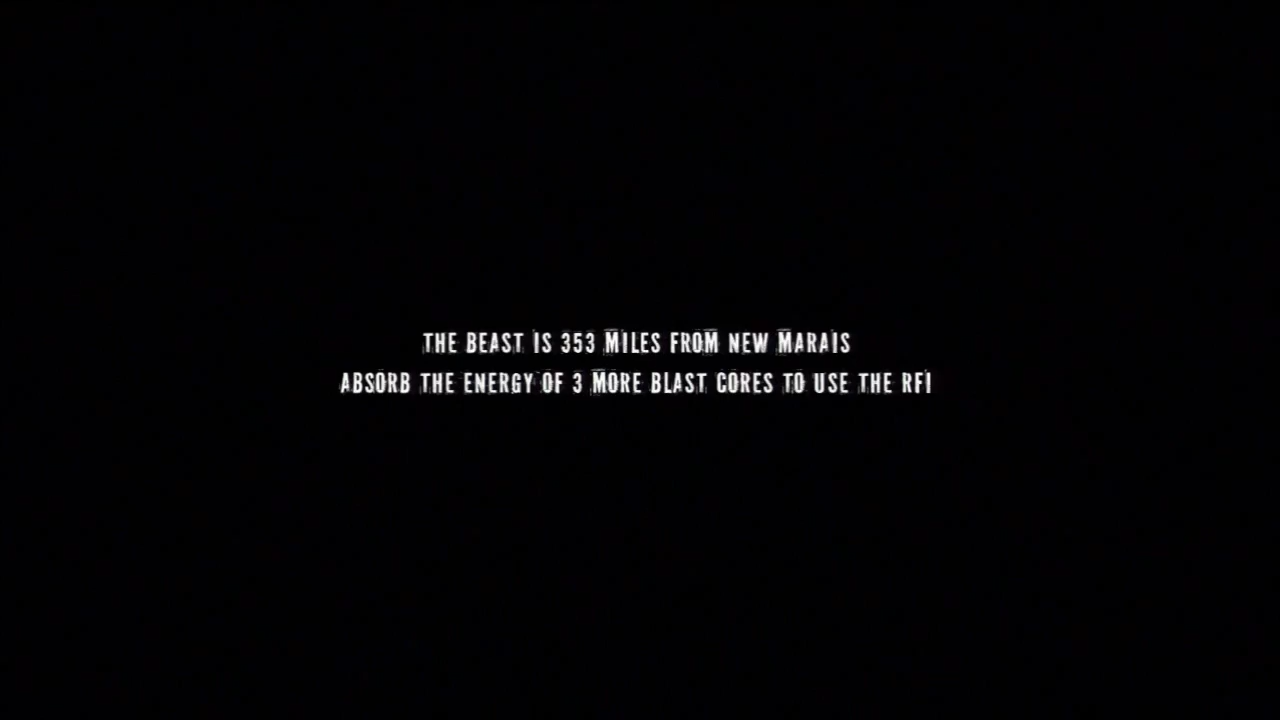 THE BEAST IS 353 MILES FROM NEW MARAIS
ABSORB THE ENERGY OF 3 MORE BLAST CORES TO USE THE RFI